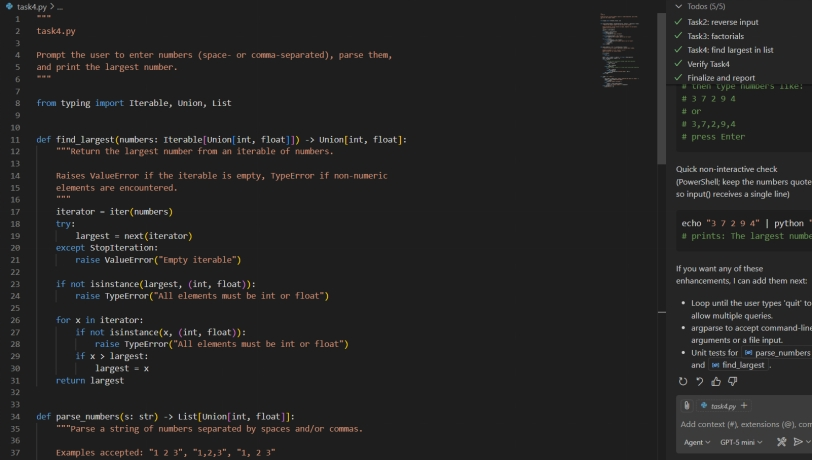 task4.py > ...
1 """
2 task4.py
3
4 Prompt the user to enter numbers (space- or comma-separated), parse them,
5 and print the largest number.
6 """
7
8 from typing import Iterable, Union, List
9
10
11 def find_largest(numbers: Iterable[Union[int, float]]) -> Union[int, float]:
12 """Return the largest number from an iterable of numbers.
13
14 Raises ValueError if the iterable is empty, TypeError if non-numeric
15 elements are encountered.
16 """
17 iterator = iter(numbers)
18 try:
19 largest = next(iterator)
20 except StopIteration:
21 raise ValueError("Empty iterable")
22
23 if not isinstance(largest, (int, float)):
24 raise TypeError("All elements must be int or float")
25
26 for x in iterator:
27 if not isinstance(x, (int, float)):
28 raise TypeError("All elements must be int or float")
29 if x > largest:
30 largest = x
31 return largest
32
33
34 def parse_numbers(s: str) -> List[Union[int, float]]:
35 """Parse a string of numbers separated by spaces and/or commas.
36
37 Examples accepted: "1 2 3", "1,2,3", "1, 2 3"
Todos (5/5)
Task2: reverse input
Task3: factorials
Task4: find largest in list
Verify Task4
Finalize and report
# then type numbers like:
# 3 7 2 9 4
# or
# 3,7,2,9,4
# press Enter
Quick non-interactive check
(PowerShell; keep the numbers quote
so input() receives a single line)
echo "3 7 2 9 4" | python "
# prints: The largest numbe
If you want any of these
enhancements, I can add them next:
• Loop until the user types 'quit' to
allow multiple queries.
• argparse to accept command-line
arguments or a file input.
• Unit tests for parse_numbers
and find_largest .
task4.py +
Add context (#), extensions (@), com
Agent GPT-5 mini